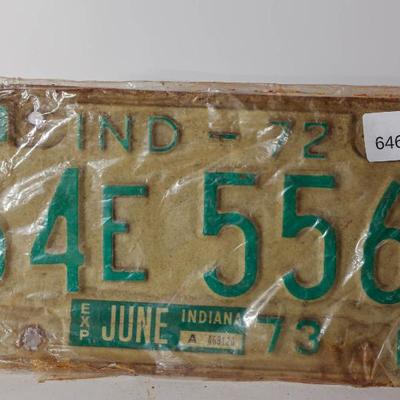 IND - 72
646
4E 556
EXP JUNE INDIANA 73
A